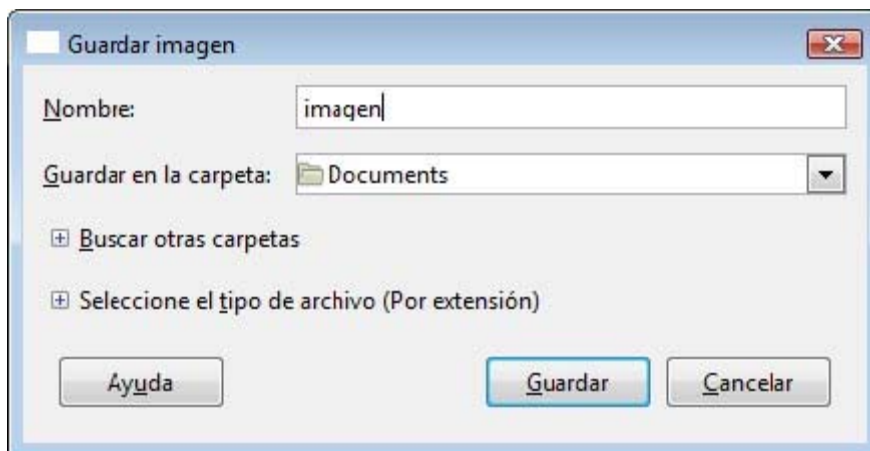 Guardar imagen
Nombre: imagen
Guardar en la carpeta: Documents
Buscar otras carpetas
Seleccione el tipo de archivo (Por extensión)
Ayuda Guardar Cancelar